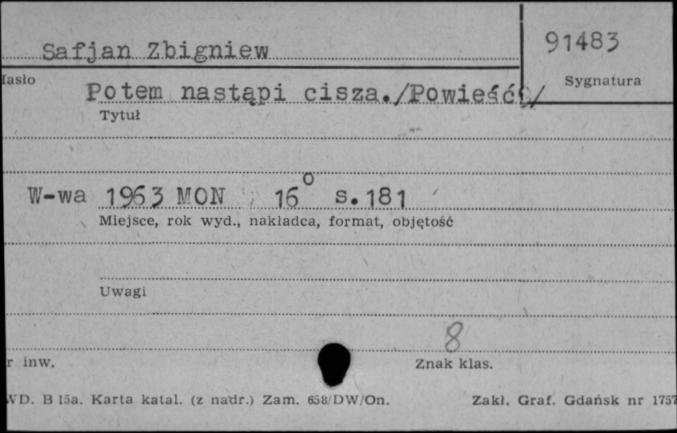 Safjan Zbigniew
91483
Hasło
Sygnatura
Potem nastąpi cisza./Powieść/
Tytuł
W-wa 1963 MON 16° s.181
Miejsce, rok wyd., nakładca, format, objętość
Uwagi
8
r inw.
Znak klas.
WD. B 15a. Karta katal. (z nadr.) Zam. 658/DW/On.
Zakł. Graf. Gdańsk nr 1757